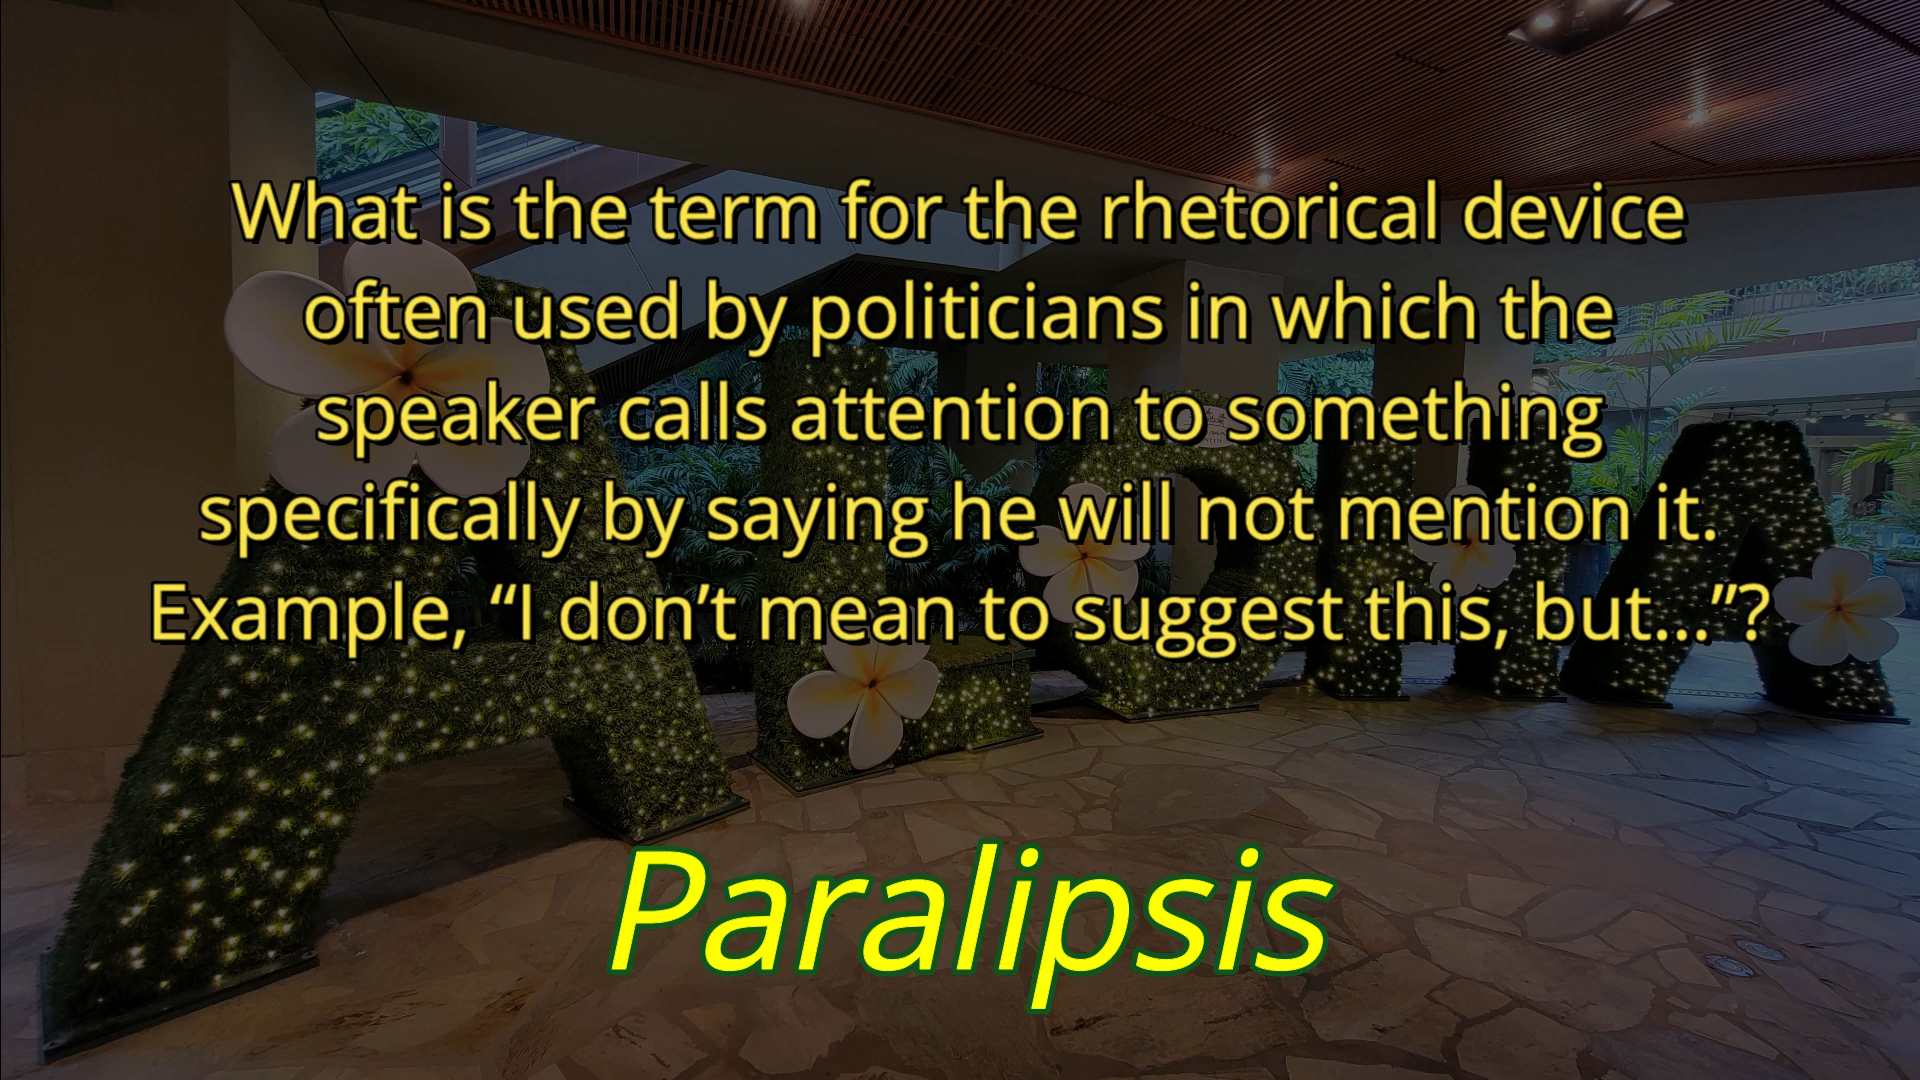 What is the term for the rhetorical device
often used by politicians in which the
speaker calls attention to something
specifically by saying he will not mention it.
Example, “I don’t mean to suggest this, but...”?
ALOHA
Paralipsis